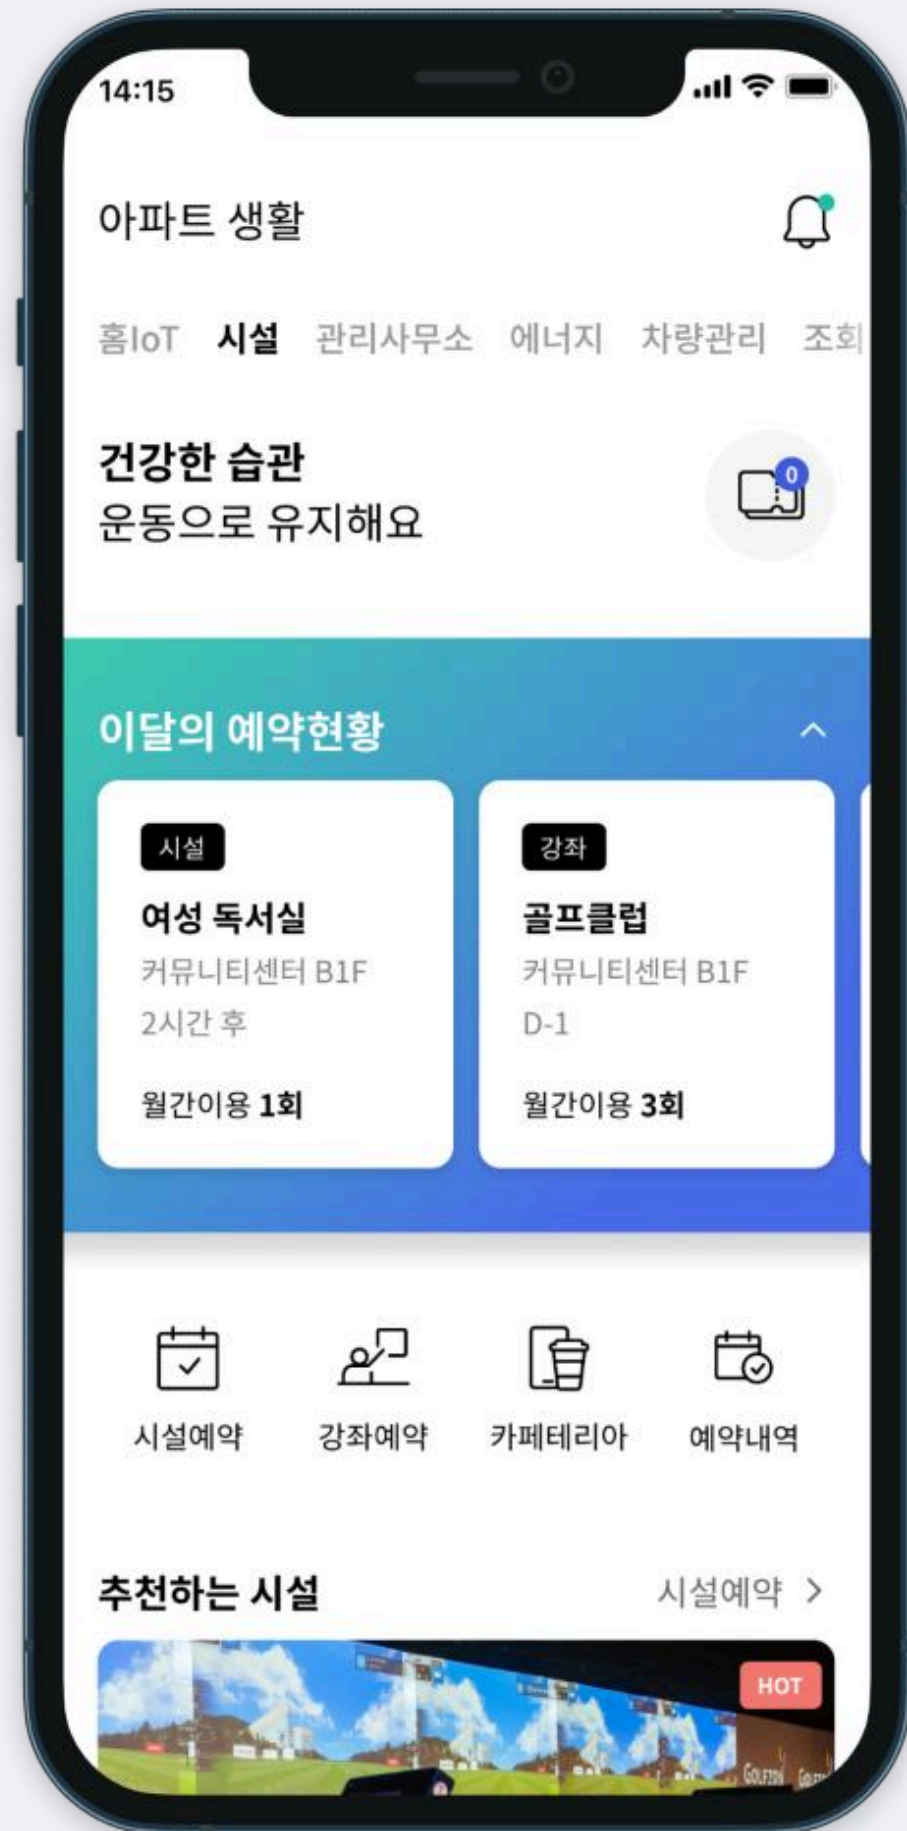 14:15
아파트 생활
홈IoT 시설 관리사무소 에너지 차량관리 조회
건강한 습관
0
운동으로 유지해요
이달의 예약현황
시설
여성 독서실
커뮤니티센터 B1F
2시간 후
월간이용 1회
강좌
골프클럽
커뮤니티센터 B1F
D-1
월간이용 3회
시설예약 강좌예약 카페테리아 예약내역
추천하는 시설 시설예약 >
HOT
GOLFZON